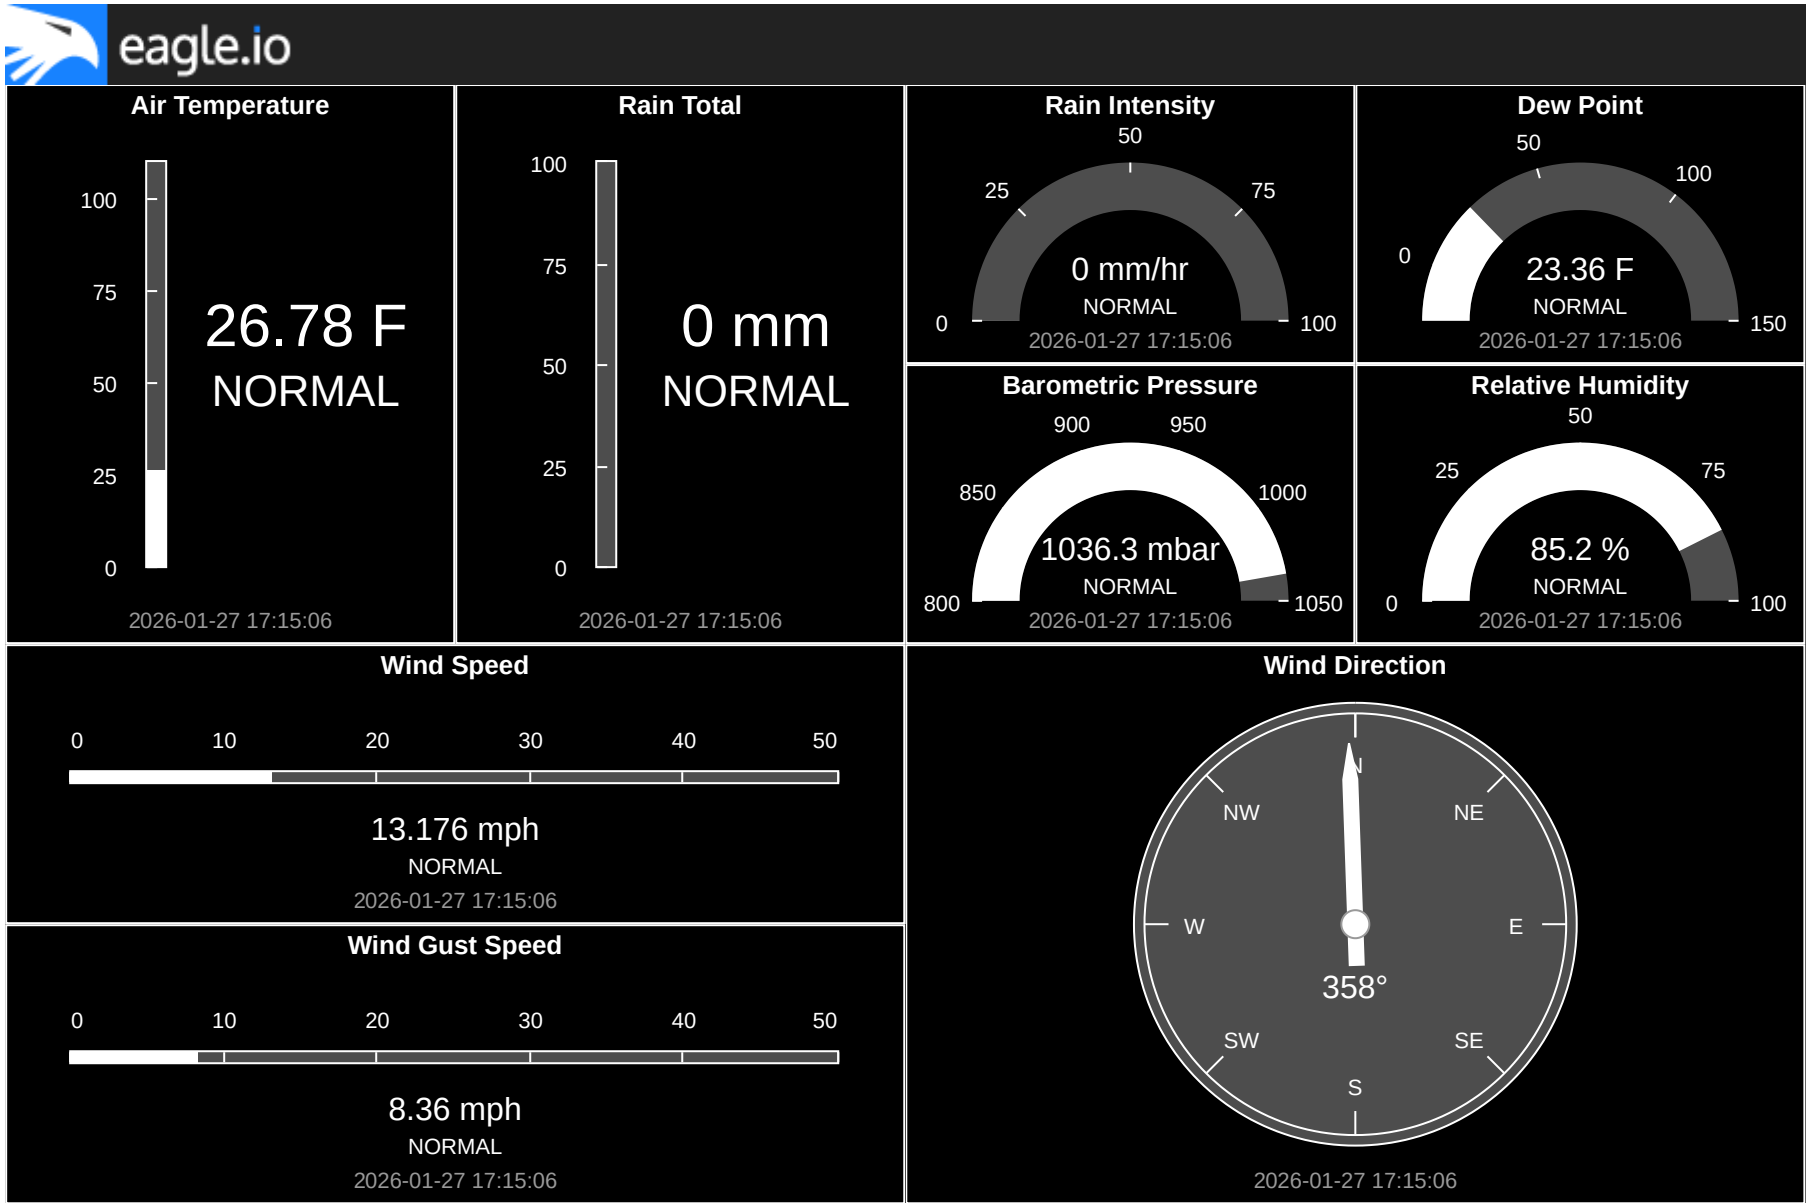 eagle.io
Air Temperature
100
75
50
25
0
26.78 F
NORMAL
2026-01-27 17:15:06
Rain Total
100
75
50
25
0
0 mm
NORMAL
2026-01-27 17:15:06
Rain Intensity
0
25
50
75
100
0 mm/hr
NORMAL
2026-01-27 17:15:06
Dew Point
0
50
100
150
23.36 F
NORMAL
2026-01-27 17:15:06
Barometric Pressure
800
850
900
950
1000
1050
1036.3 mbar
NORMAL
2026-01-27 17:15:06
Relative Humidity
0
25
50
75
100
85.2 %
NORMAL
2026-01-27 17:15:06
Wind Speed
0 10 20 30 40 50
13.176 mph
NORMAL
2026-01-27 17:15:06
Wind Gust Speed
0 10 20 30 40 50
8.36 mph
NORMAL
2026-01-27 17:15:06
Wind Direction
N
NW NE
W E
358°
SW SE
S
2026-01-27 17:15:06